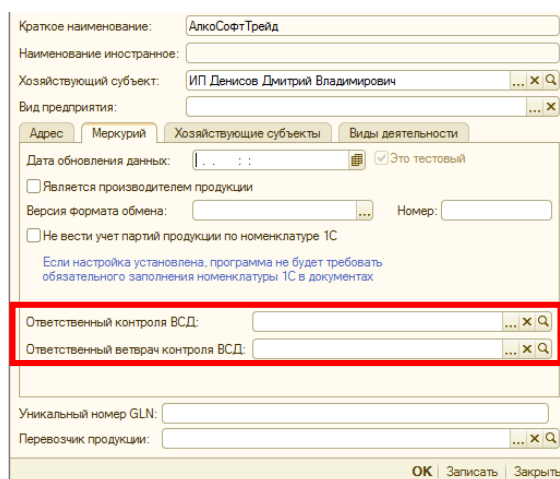 Краткое наименование: АлкоСофтТрейд
Наименование иностранное:
Хозяйствующий субъект: ИП Денисов Дмитрий Владимирович
Вид предприятия:
Адрес Меркурий Хозяйствующие субъекты Виды деятельности
Дата обновления данных: . . : : Это тестовый
Является производителем продукции
Версия формата обмена: ... Номер:
Не вести учет партий продукции по номенклатуре 1С
Если настройка установлена, программа не будет требовать
обязательного заполнения номенклатуры 1С в документах
Ответственный контроля ВСД:
Ответственный ветврач контроля ВСД:
Уникальный номер GLN:
Перевозчик продукции:
ОК Записать Закрыть